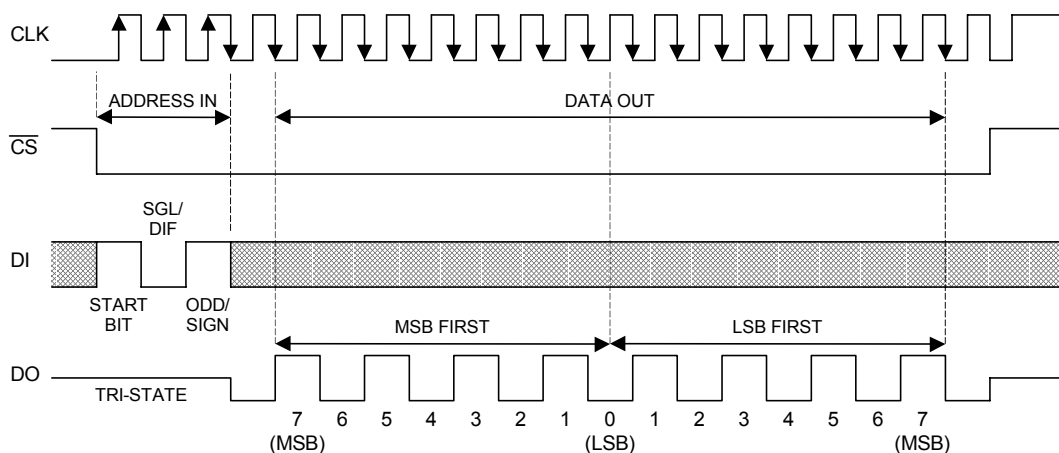 CLK
ADDRESS IN
DATA OUT
CS
SGL/
DIF
DI
START
BIT
ODD/
SIGN
MSB FIRST
LSB FIRST
DO
TRI-STATE
7 6 5 4 3 2 1 0 1 2 3 4 5 6 7
(MSB) (LSB) (MSB)